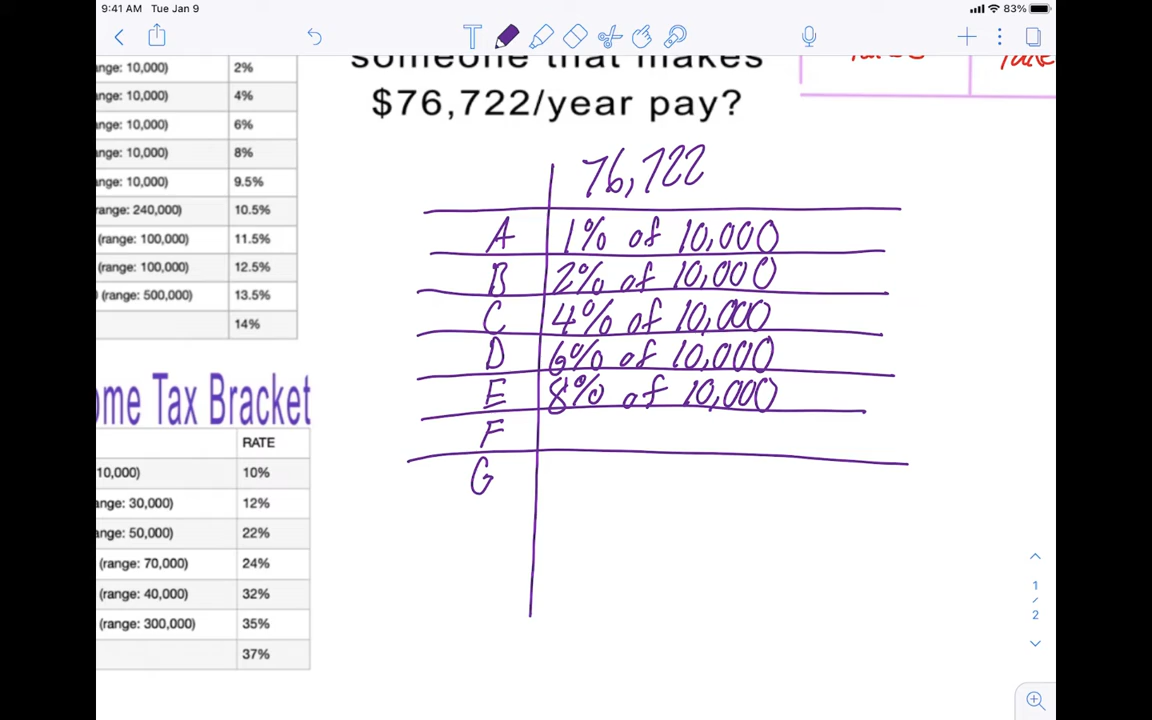 9:41 AM Tue Jan 9
83%
someone that makes
$76,722/year pay?
ange: 10,000) 2%
ange: 10,000) 4%
ange: 10,000) 6%
ange: 10,000) 8%
ange: 10,000) 9.5%
range: 240,000) 10.5%
(range: 100,000) 11.5%
(range: 100,000) 12.5%
(range: 500,000) 13.5%
14%
ome Tax Bracket
RATE
10,000) 10%
nge: 30,000) 12%
ange: 50,000) 22%
(range: 70,000) 24%
(range: 40,000) 32%
(range: 300,000) 35%
37%
76,722
A 1% of 10,000
B 2% of 10,000
C 4% of 10,000
D 6% of 10,000
E 8% of 10,000
F
G
1
/
2